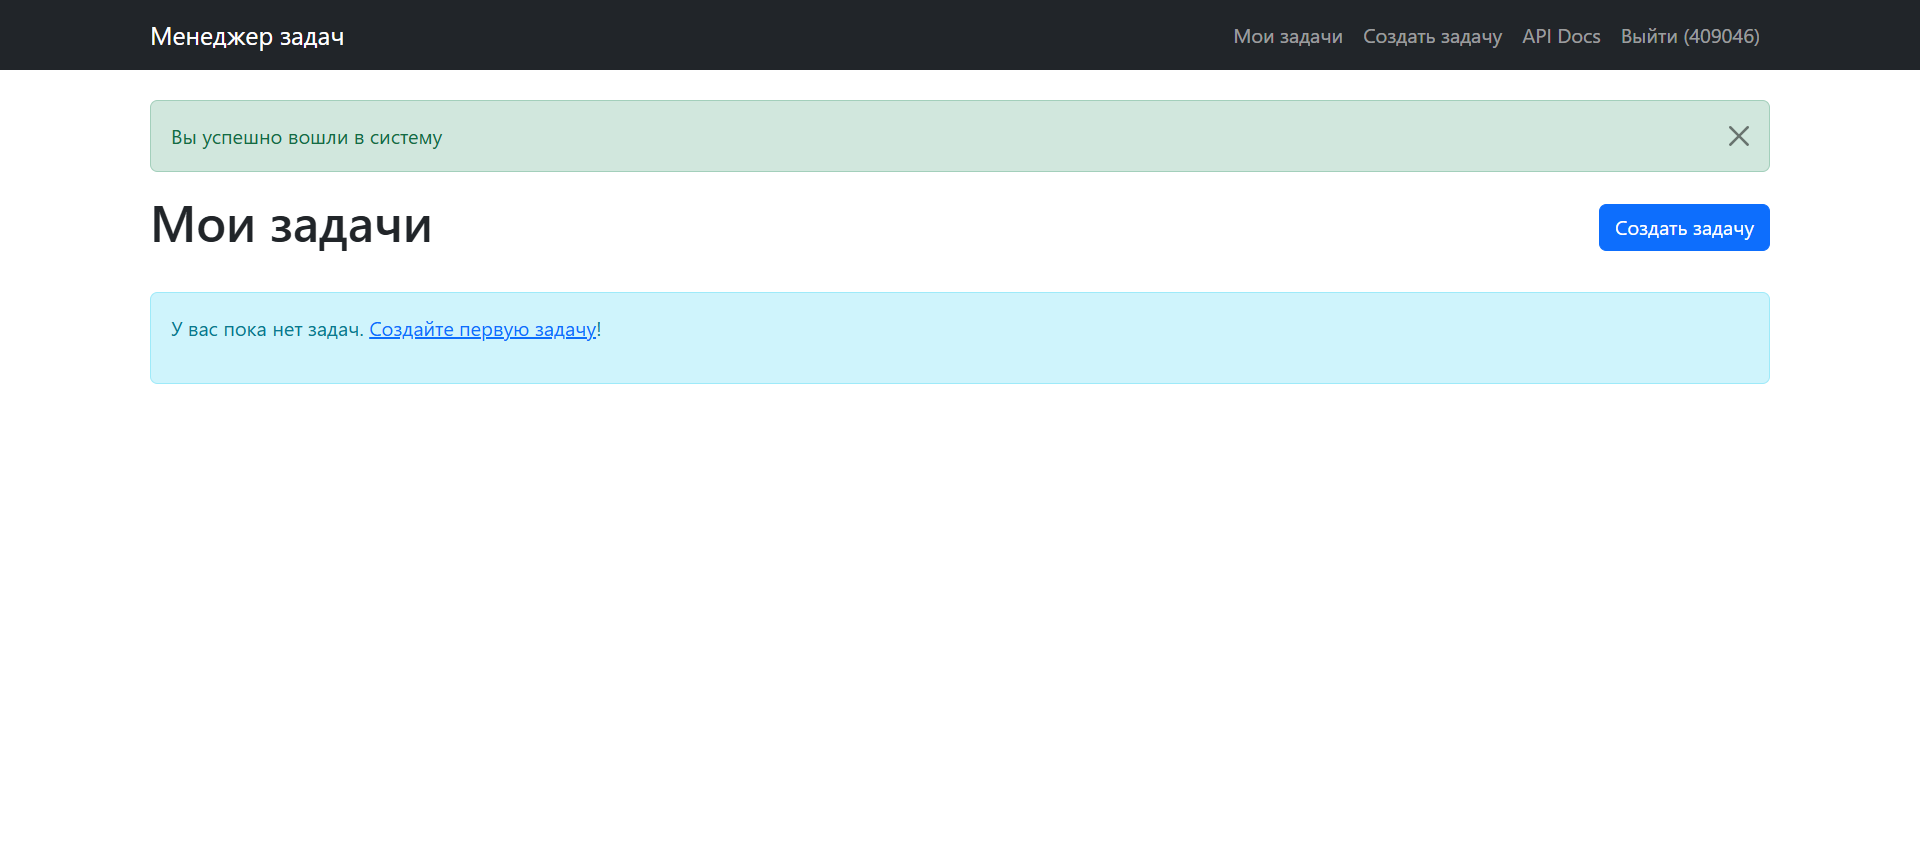 Менеджер задач
Мои задачи Создать задачу API Docs Выйти (409046)
Вы успешно вошли в систему
Мои задачи
Создать задачу
У вас пока нет задач. Создайте первую задачу!